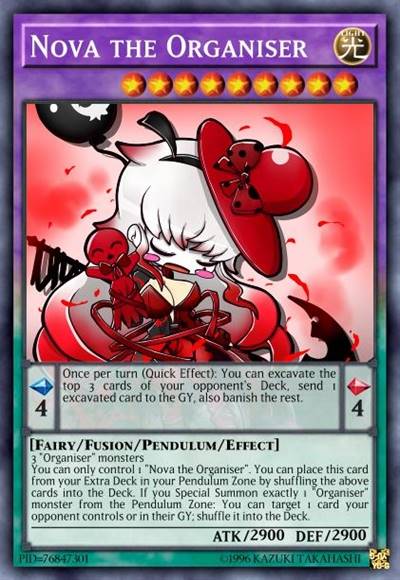 NOVA THE ORGANISER
LIGHT
光
Once per turn (Quick Effect): You can excavate the
top 3 cards of your opponent's Deck, send 1
excavated card to the GY, also banish the rest.
4
4
[FAIRY/FUSION/PENDULUM/EFFECT]
3 "Organiser" monsters
You can only control 1 "Nova the Organiser". You can place this card
from your Extra Deck in your Pendulum Zone by shuffling the above
cards into the Deck. If you Special Summon exactly 1 "Organiser"
monster from the Pendulum Zone: You can target 1 card your
opponent controls or in their GY; shuffle it into the Deck.
ATK/2900 DEF/2900
PID=76847301
©1996 KAZUKI TAKAHASHI